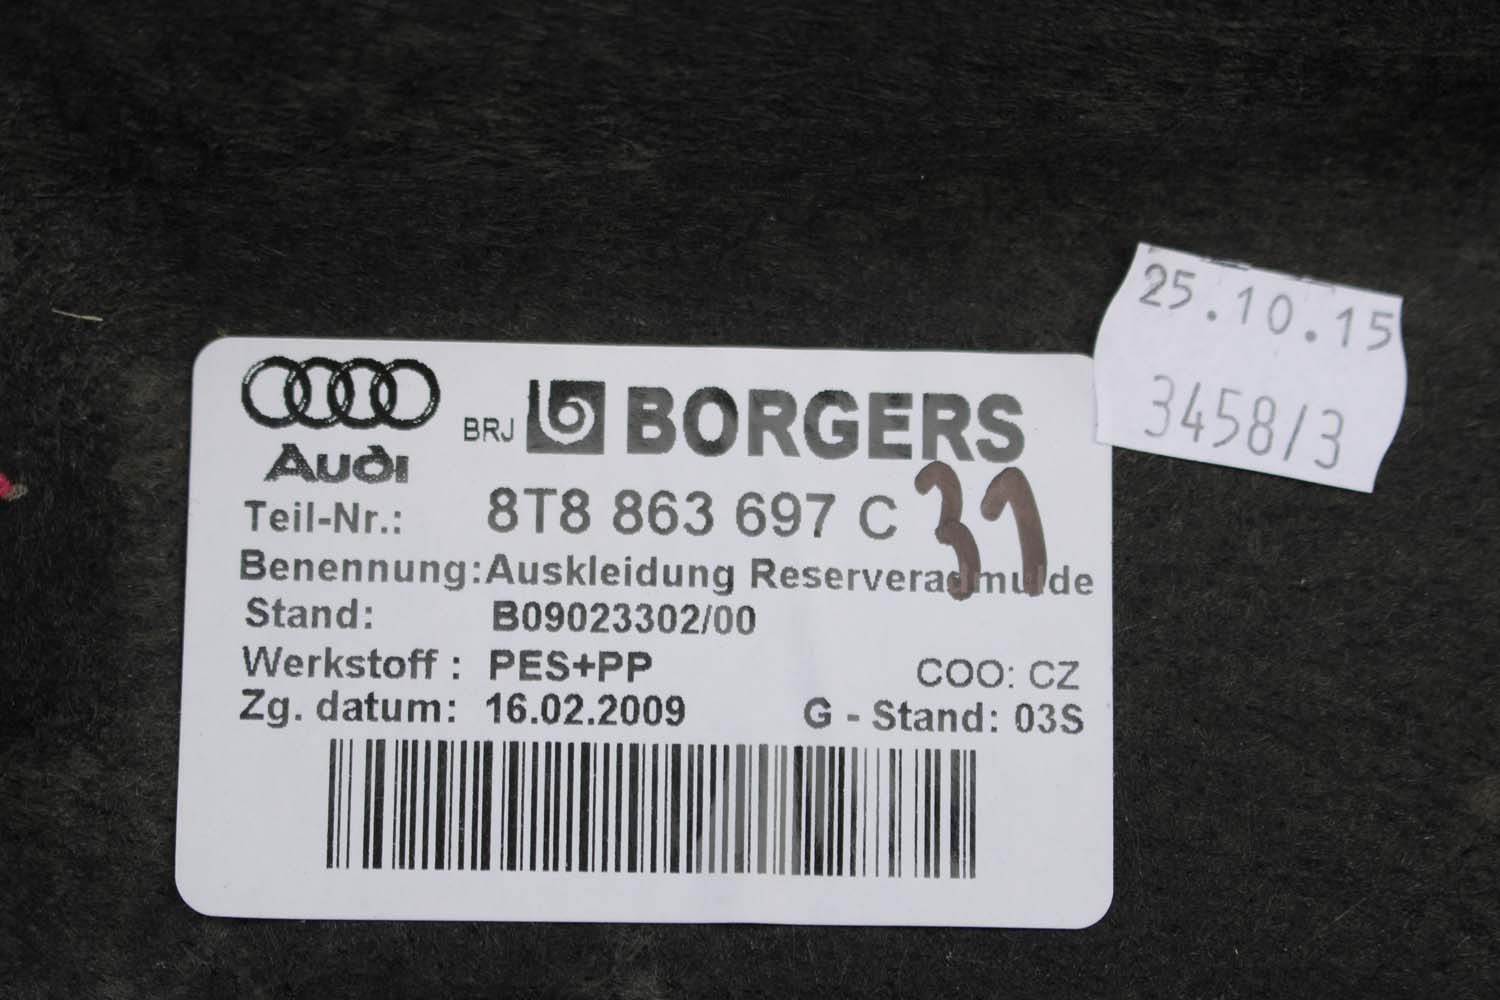 25.10.15
3458/3
Audi
BRJ BORGERS
Teil-Nr.: 8T8 863 697 C 31
Benennung: Auskleidung Reserveradmulde
Stand: B09023302/00
Werkstoff : PES+PP COO: CZ
Zg. datum: 16.02.2009 G - Stand: 03S